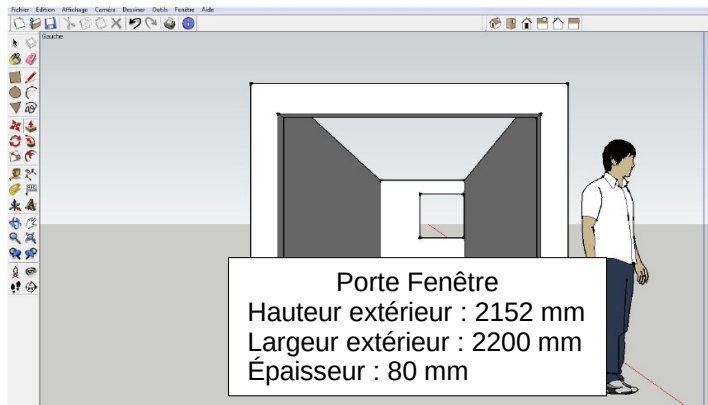 Fichier Edition Affichage Caméra Dessiner Outils Fenêtre Aide
Gauche
Porte Fenêtre
Hauteur extérieur : 2152 mm
Largeur extérieur : 2200 mm
Épaisseur : 80 mm